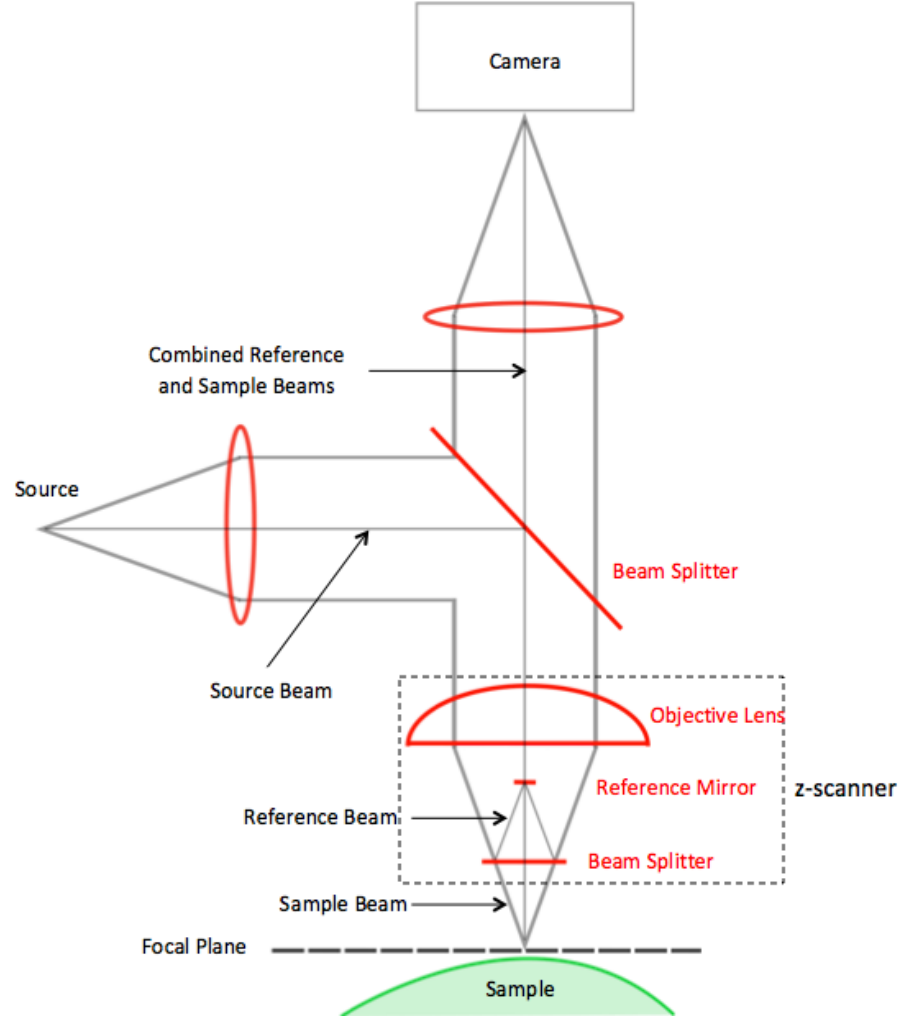 Camera
Combined Reference
and Sample Beams
Source
Beam Splitter
Source Beam
Objective Lens
Reference Mirror
z-scanner
Reference Beam
Beam Splitter
Sample Beam
Focal Plane
Sample